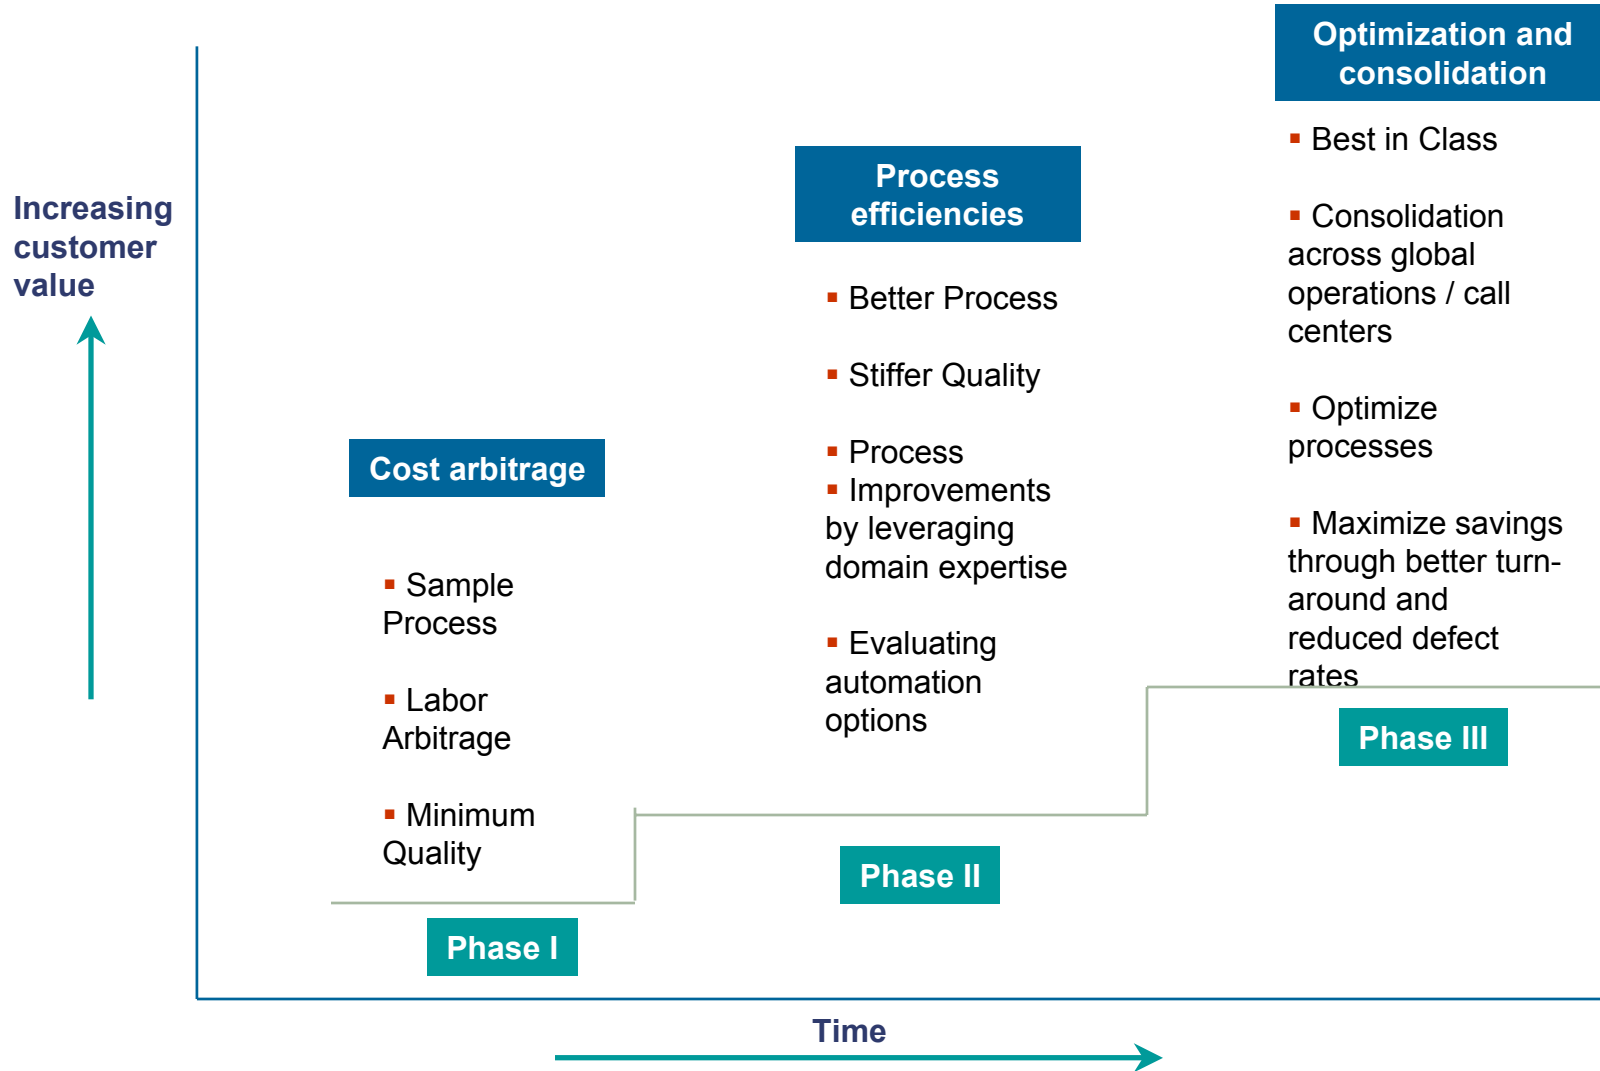 Increasing
customer
value
Cost arbitrage
▪ Sample
Process
▪ Labor
Arbitrage
▪ Minimum
Quality
Phase I
Process
efficiencies
▪ Better Process
▪ Stiffer Quality
▪ Process
▪ Improvements
by leveraging
domain expertise
▪ Evaluating
automation
options
Phase II
Optimization and
consolidation
▪ Best in Class
▪ Consolidation
across global
operations / call
centers
▪ Optimize
processes
▪ Maximize savings
through better turn-
around and
reduced defect
rates
Phase III
Time